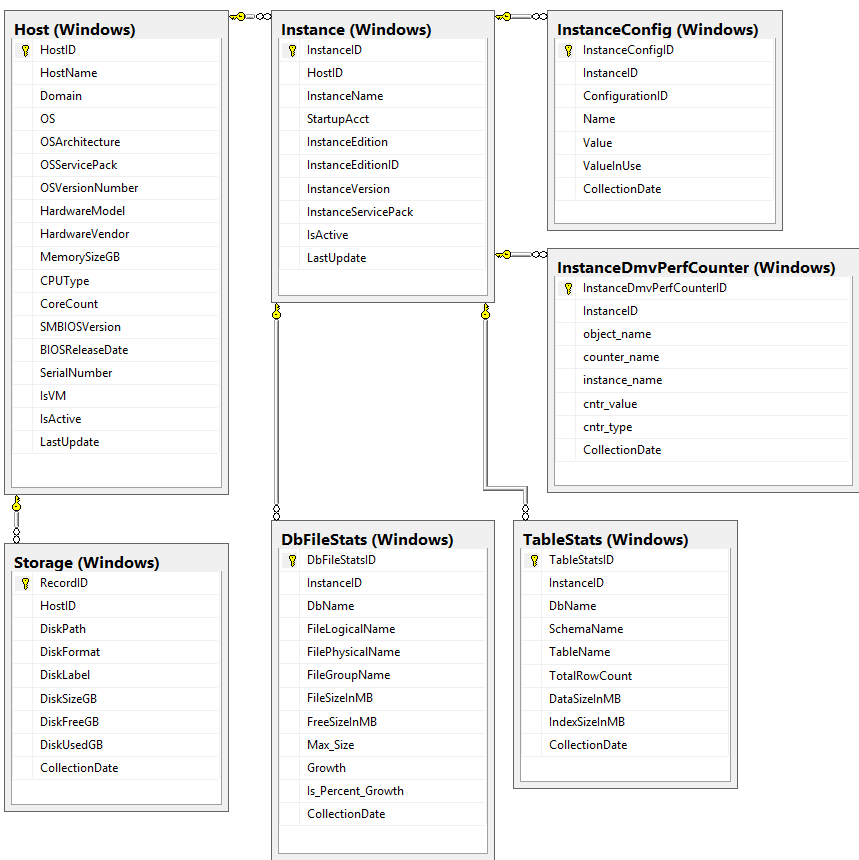 Host (Windows)
HostID
HostName
Domain
OS
OSArchitecture
OSServicePack
OSVersionNumber
HardwareModel
HardwareVendor
MemorySizeGB
CPUType
CoreCount
SMBIOSVersion
BIOSReleaseDate
SerialNumber
IsVM
IsActive
LastUpdate
Instance (Windows)
InstanceID
HostID
InstanceName
StartupAcct
InstanceEdition
InstanceEditionID
InstanceVersion
InstanceServicePack
IsActive
LastUpdate
InstanceConfig (Windows)
InstanceConfigID
InstanceID
ConfigurationID
Name
Value
ValueInUse
CollectionDate
InstanceDmvPerfCounter (Windows)
InstanceDmvPerfCounterID
InstanceID
object_name
counter_name
instance_name
cntr_value
cntr_type
CollectionDate
Storage (Windows)
RecordID
HostID
DiskPath
DiskFormat
DiskLabel
DiskSizeGB
DiskFreeGB
DiskUsedGB
CollectionDate
DbFileStats (Windows)
DbFileStatsID
InstanceID
DbName
FileLogicalName
FilePhysicalName
FileGroupName
FileSizeInMB
FreeSizeInMB
Max_Size
Growth
Is_Percent_Growth
CollectionDate
TableStats (Windows)
TableStatsID
InstanceID
DbName
SchemaName
TableName
TotalRowCount
DataSizeInMB
IndexSizeInMB
CollectionDate